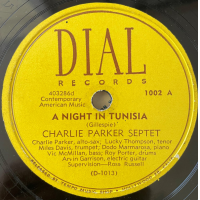 DIAL
RECORDS
403286d
1002 A
Contemporary
American Music
A NIGHT IN TUNISIA
(Gillespie)
CHARLIE PARKER SEPTET
Charlie Parker, alto-sax; Lucky Thompson, tenor
Miles Davis, trumpet; Dodo Marmarosa, piano
Vic McMillen, bass; Roy Porter, drums
Arvin Garrison, electric guitar
Supervision—Ross Russell
(D-1013)